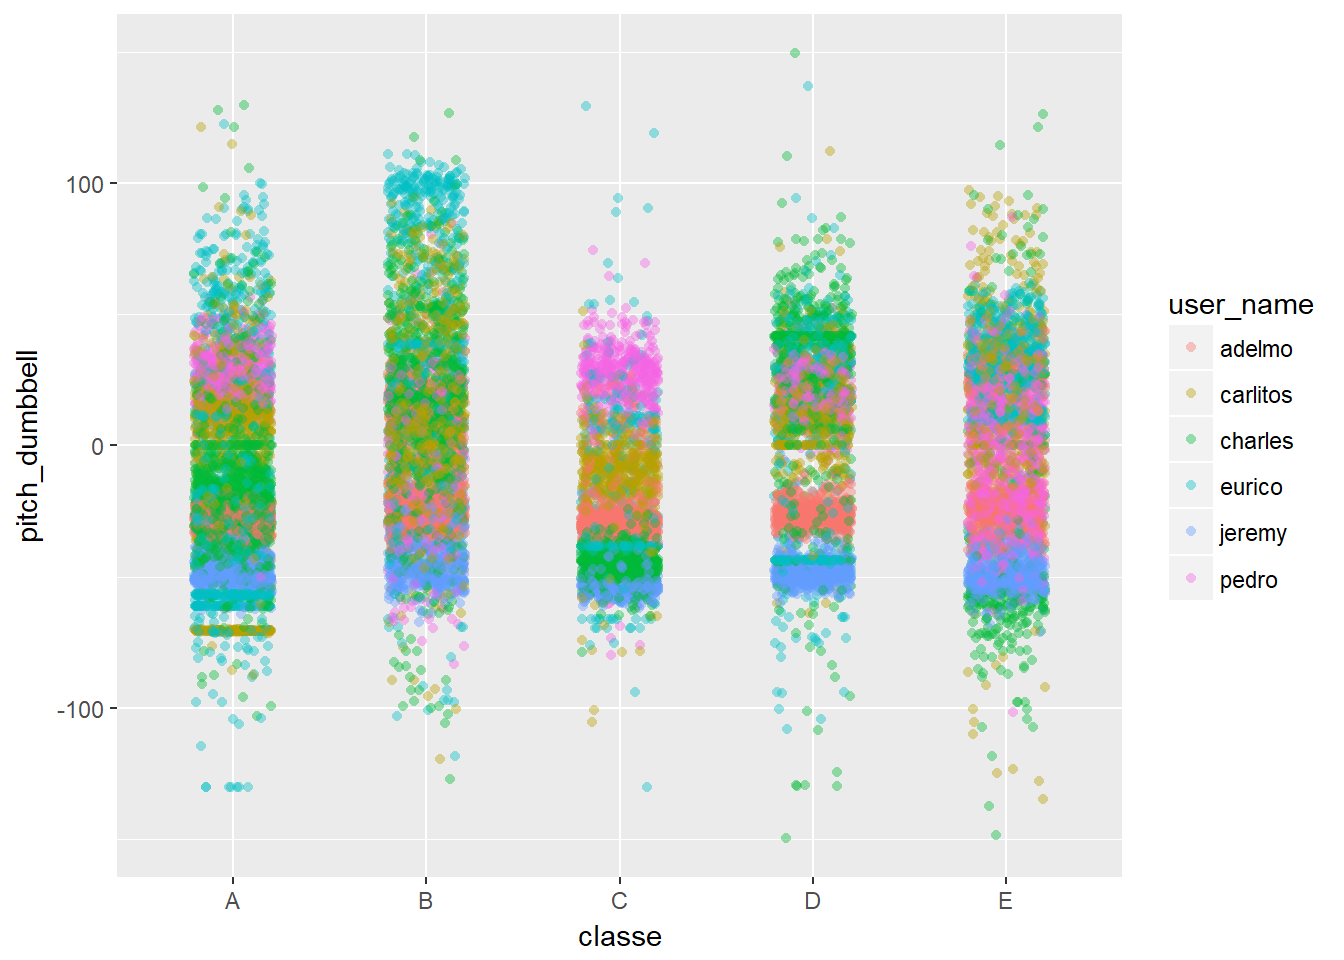 pitch_dumbbell
100
0
-100
A
B
C
D
E
classe
user_name
adelmo
carlitos
charles
eurico
jeremy
pedro